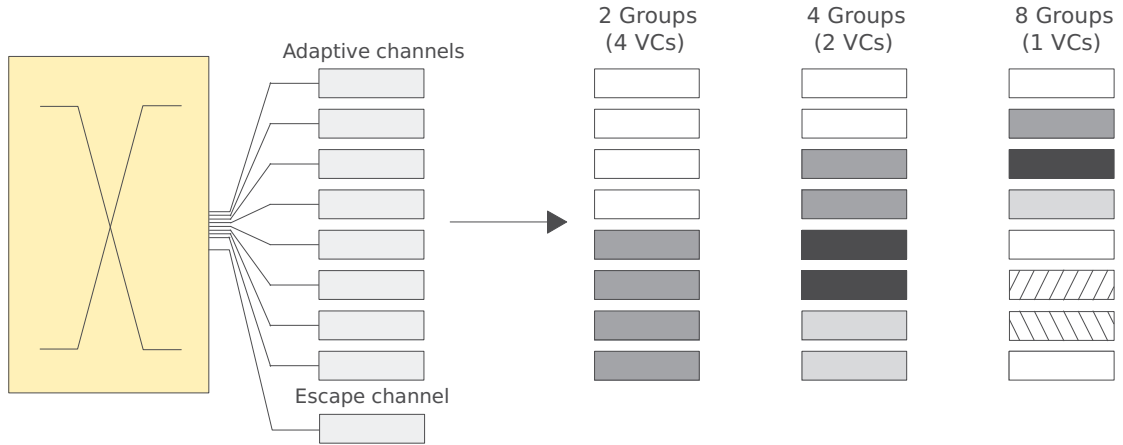 2 Groups
(4 VCs)
4 Groups
(2 VCs)
8 Groups
(1 VCs)
Adaptive channels
Escape channel